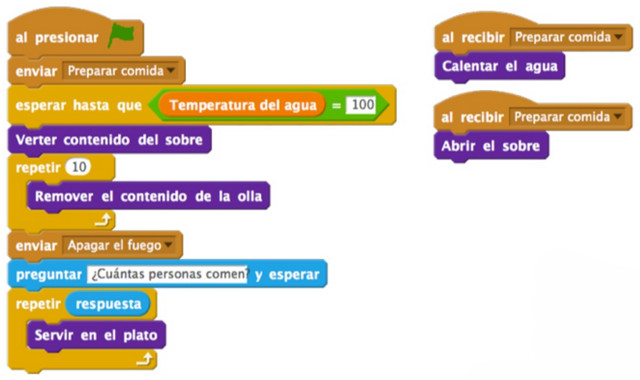 al presionar
enviar Preparar comida
esperar hasta que Temperatura del agua = 100
Verter contenido del sobre
repetir 10
Remover el contenido de la olla
enviar Apagar el fuego
preguntar ¿Cuántas personas comen? y esperar
repetir respuesta
Servir en el plato
al recibir Preparar comida
Calentar el agua
al recibir Preparar comida
Abrir el sobre